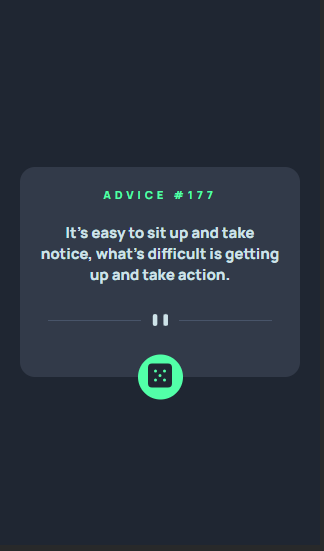 ADVICE #177
It's easy to sit up and take
notice, what's difficult is getting
up and take action.